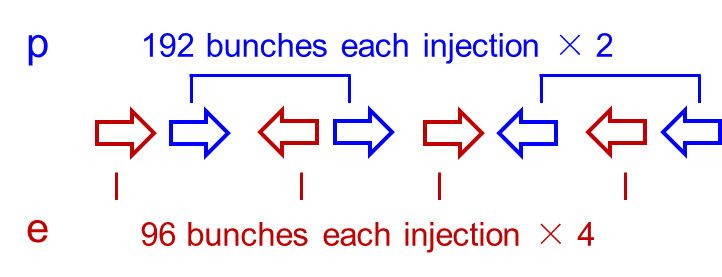 p 192 bunches each injection × 2
e 96 bunches each injection × 4